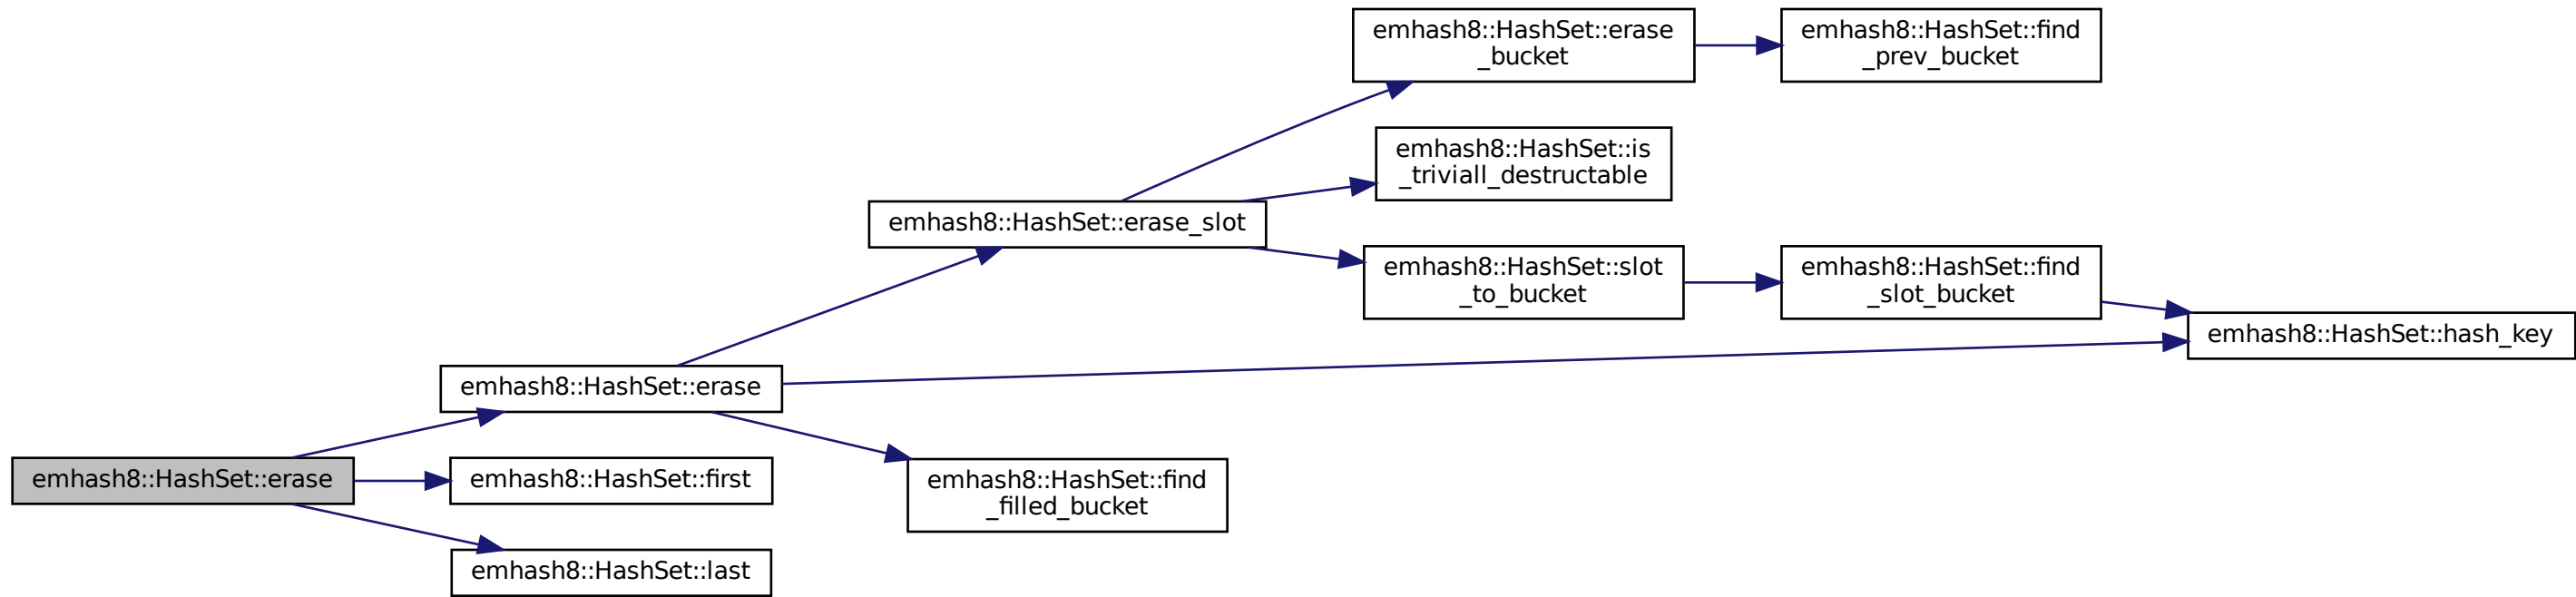 emhash8::HashSet::erase
_bucket
emhash8::HashSet::find
_prev_bucket
emhash8::HashSet::is
_triviall_destructable
emhash8::HashSet::erase_slot
emhash8::HashSet::slot
_to_bucket
emhash8::HashSet::find
_slot_bucket
emhash8::HashSet::hash_key
emhash8::HashSet::erase
emhash8::HashSet::erase
emhash8::HashSet::first
emhash8::HashSet::find
_filled_bucket
emhash8::HashSet::last